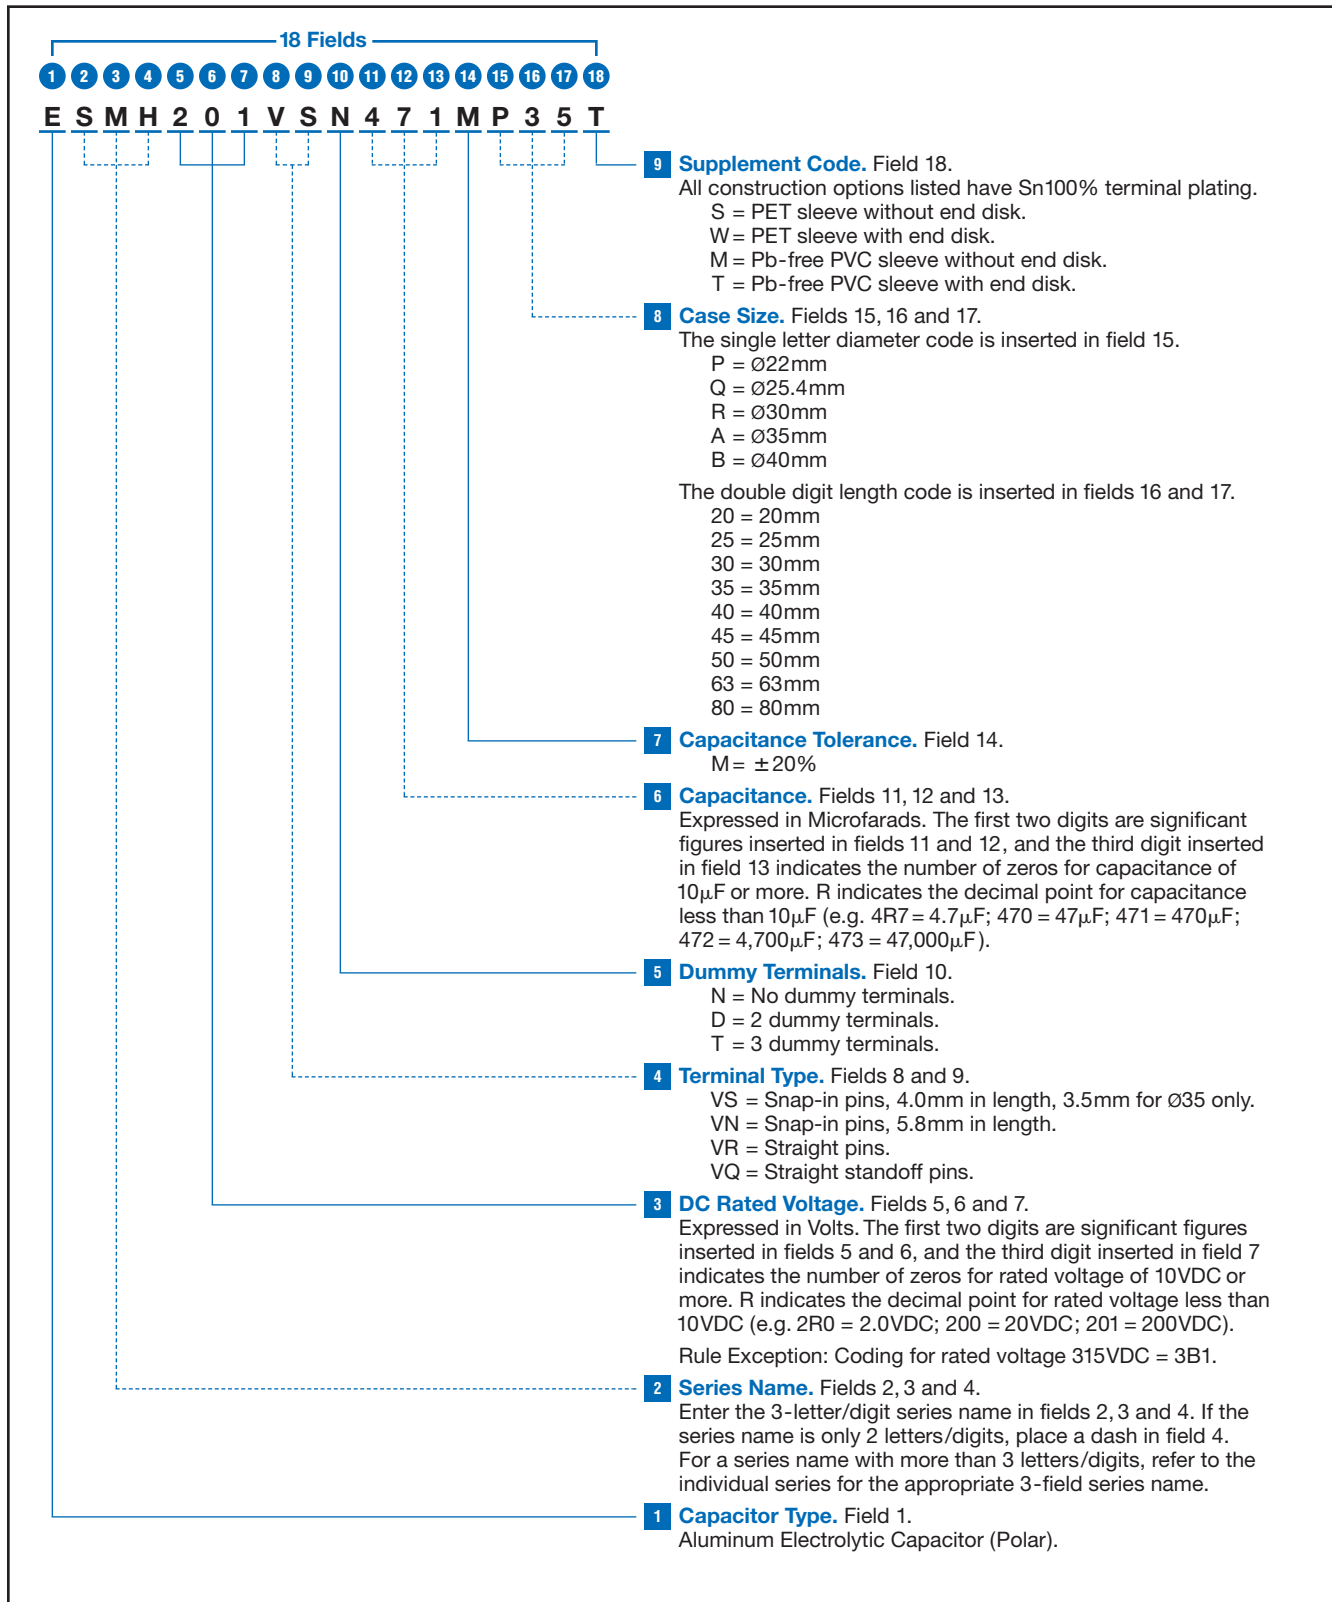 18 Fields
1 2 3 4 5 6 7 8 9 10 11 12 13 14 15 16 17 18
E S M H 2 0 1 V S N 4 7 1 M P 3 5 T
9 Supplement Code. Field 18.
All construction options listed have Sn100% terminal plating.
S = PET sleeve without end disk.
W = PET sleeve with end disk.
M = Pb-free PVC sleeve without end disk.
T = Pb-free PVC sleeve with end disk.
8 Case Size. Fields 15, 16 and 17.
The single letter diameter code is inserted in field 15.
P = Ø22mm
Q = Ø25.4mm
R = Ø30mm
A = Ø35mm
B = Ø40mm
The double digit length code is inserted in fields 16 and 17.
20 = 20mm
25 = 25mm
30 = 30mm
35 = 35mm
40 = 40mm
45 = 45mm
50 = 50mm
63 = 63mm
80 = 80mm
7 Capacitance Tolerance. Field 14.
M = ±20%
6 Capacitance. Fields 11, 12 and 13.
Expressed in Microfarads. The first two digits are significant
figures inserted in fields 11 and 12, and the third digit inserted
in field 13 indicates the number of zeros for capacitance of
10µF or more. R indicates the decimal point for capacitance
less than 10µF (e.g. 4R7 = 4.7µF; 470 = 47µF; 471 = 470µF;
472 = 4,700µF; 473 = 47,000µF).
5 Dummy Terminals. Field 10.
N = No dummy terminals.
D = 2 dummy terminals.
T = 3 dummy terminals.
4 Terminal Type. Fields 8 and 9.
VS = Snap-in pins, 4.0mm in length, 3.5mm for Ø35 only.
VN = Snap-in pins, 5.8mm in length.
VR = Straight pins.
VQ = Straight standoff pins.
3 DC Rated Voltage. Fields 5, 6 and 7.
Expressed in Volts. The first two digits are significant figures
inserted in fields 5 and 6, and the third digit inserted in field 7
indicates the number of zeros for rated voltage of 10VDC or
more. R indicates the decimal point for rated voltage less than
10VDC (e.g. 2R0 = 2.0VDC; 200 = 20VDC; 201 = 200VDC).
Rule Exception: Coding for rated voltage 315VDC = 3B1.
2 Series Name. Fields 2, 3 and 4.
Enter the 3-letter/digit series name in fields 2, 3 and 4. If the
series name is only 2 letters/digits, place a dash in field 4.
For a series name with more than 3 letters/digits, refer to the
individual series for the appropriate 3-field series name.
1 Capacitor Type. Field 1.
Aluminum Electrolytic Capacitor (Polar).